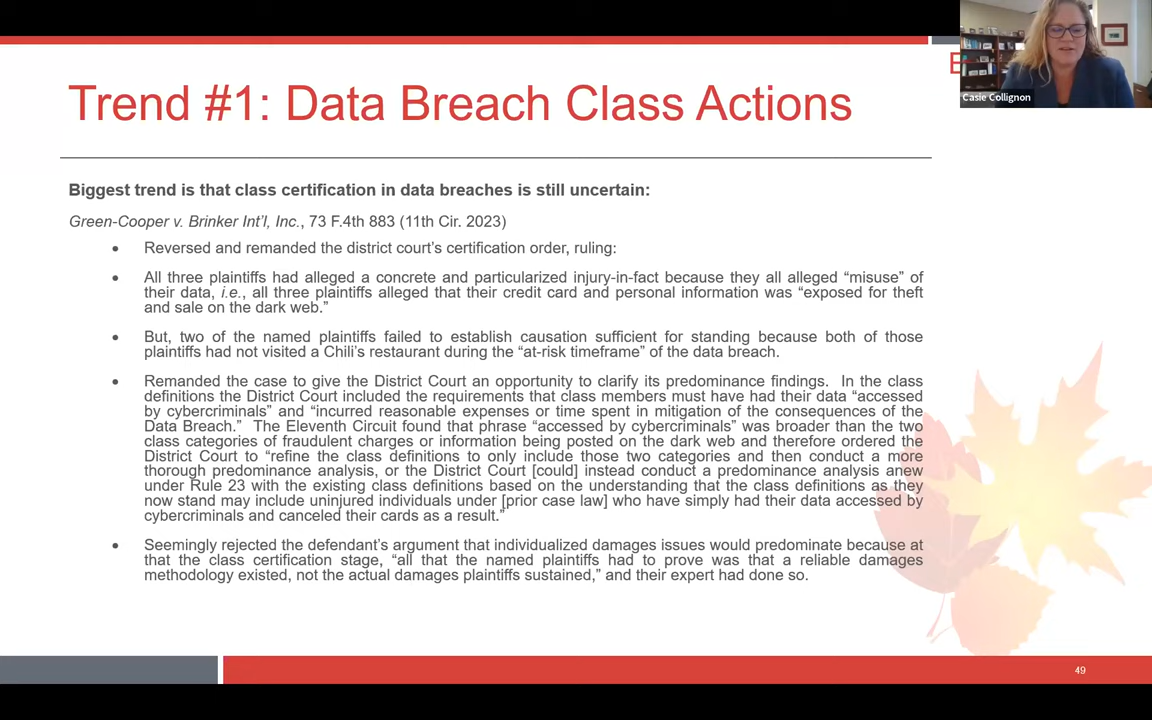 Trend #1: Data Breach Class Actions
E
Casie Collignon
Biggest trend is that class certification in data breaches is still uncertain:
Green-Cooper v. Brinker Int'l, Inc., 73 F.4th 883 (11th Cir. 2023)
• Reversed and remanded the district court's certification order, ruling:
• All three plaintiffs had alleged a concrete and particularized injury-in-fact because they all alleged “misuse” of
their data, i.e., all three plaintiffs alleged that their credit card and personal information was “exposed for theft
and sale on the dark web.”
• But, two of the named plaintiffs failed to establish causation sufficient for standing because both of those
plaintiffs had not visited a Chili's restaurant during the “at-risk timeframe” of the data breach.
• Remanded the case to give the District Court an opportunity to clarify its predominance findings. In the class
definitions the District Court included the requirements that class members must have had their data “accessed
by cybercriminals” and “incurred reasonable expenses or time spent in mitigation of the consequences of the
Data Breach.” The Eleventh Circuit found that phrase “accessed by cybercriminals” was broader than the two
class categories of fraudulent charges or information being posted on the dark web and therefore ordered the
District Court to “refine the class definitions to only include those two categories and then conduct a more
thorough predominance analysis, or the District Court [could] instead conduct a predominance analysis anew
under Rule 23 with the existing class definitions based on the understanding that the class definitions as they
now stand may include uninjured individuals under [prior case law] who have simply had their data accessed by
cybercriminals and canceled their cards as a result.”
• Seemingly rejected the defendant's argument that individualized damages issues would predominate because at
that the class certification stage, “all that the named plaintiffs had to prove was that a reliable damages
methodology existed, not the actual damages plaintiffs sustained,” and their expert had done so.
49